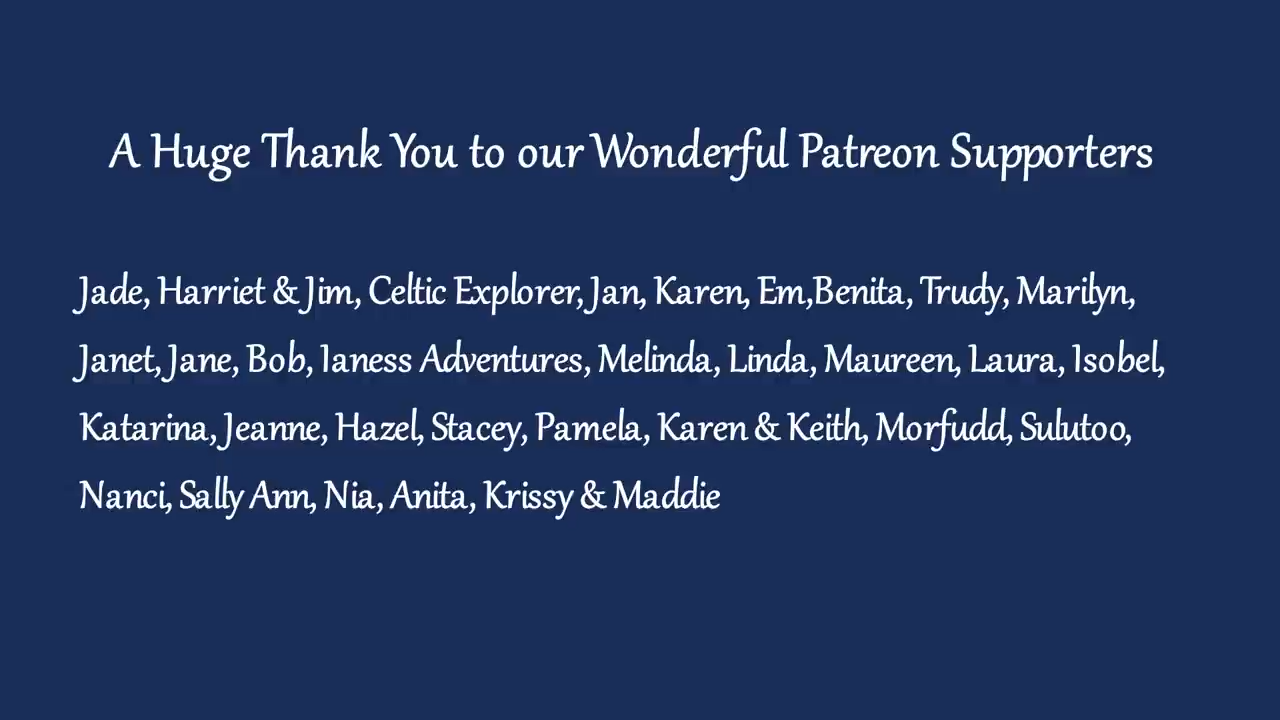 A Huge Thank You to our Wonderful Patreon Supporters
Jade, Harriet & Jim, Celtic Explorer, Jan, Karen, Em,Benita, Trudy, Marilyn,
Janet, Jane, Bob, Ianess Adventures, Melinda, Linda, Maureen, Laura, Isobel,
Katarina, Jeanne, Hazel, Stacey, Pamela, Karen & Keith, Morfudd, Sulutoo,
Nanci, Sally Ann, Nia, Anita, Krissy & Maddie